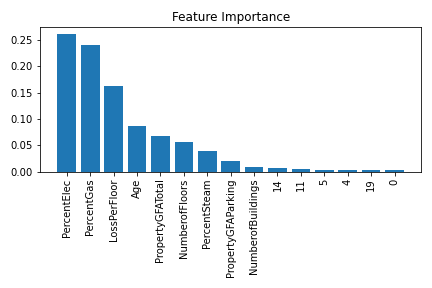 Feature Importance
0.25
0.20
0.15
0.10
0.05
0.00
PercentElec
PercentGas
LossPerFloor
Age
PropertyGFATotal
NumberofFloors
PercentSteam
PropertyGFAParking
NumberofBuildings
14
11
5
4
19
0